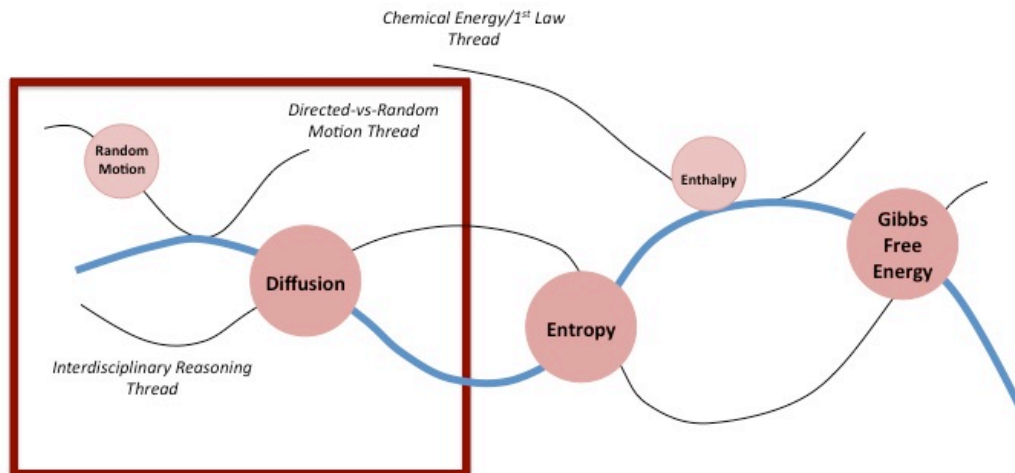 Chemical Energy/1st Law
Thread
Directed-vs-Random
Motion Thread
Random
Motion
Enthalpy
Gibbs
Free
Energy
Diffusion
Entropy
Interdisciplinary Reasoning
Thread